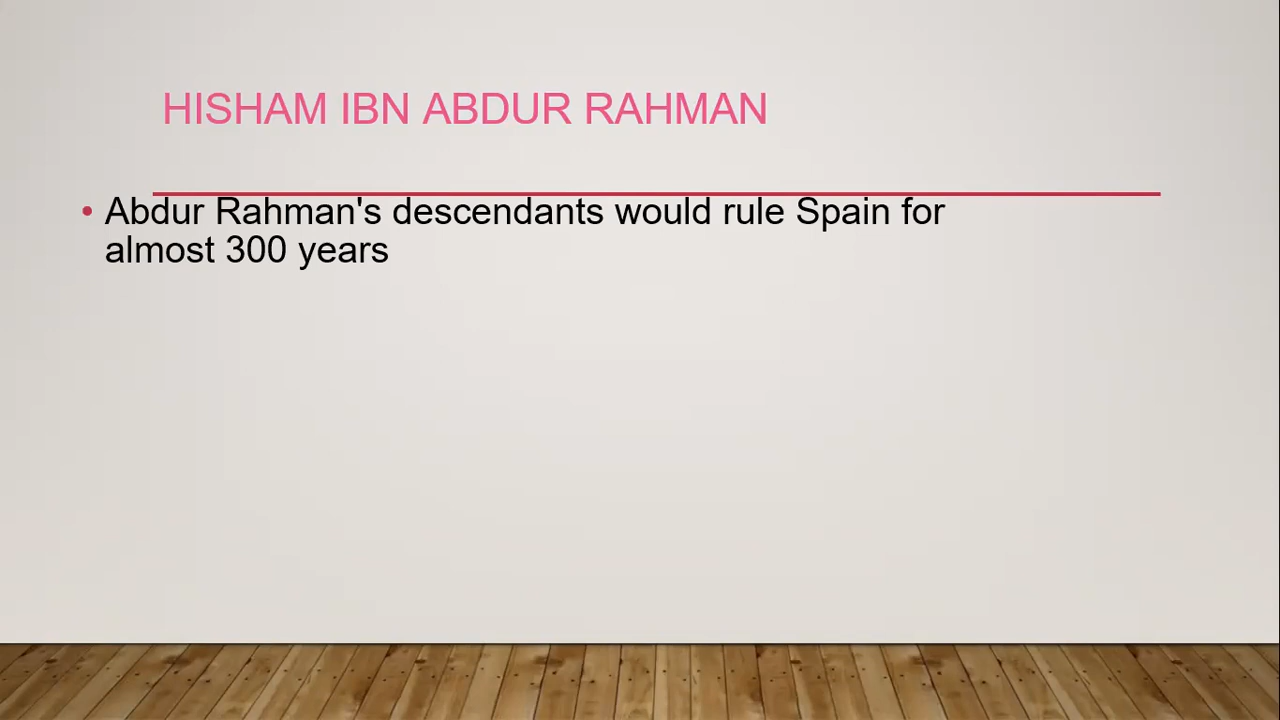 HISHAM IBN ABDUR RAHMAN
• Abdur Rahman's descendants would rule Spain for
almost 300 years